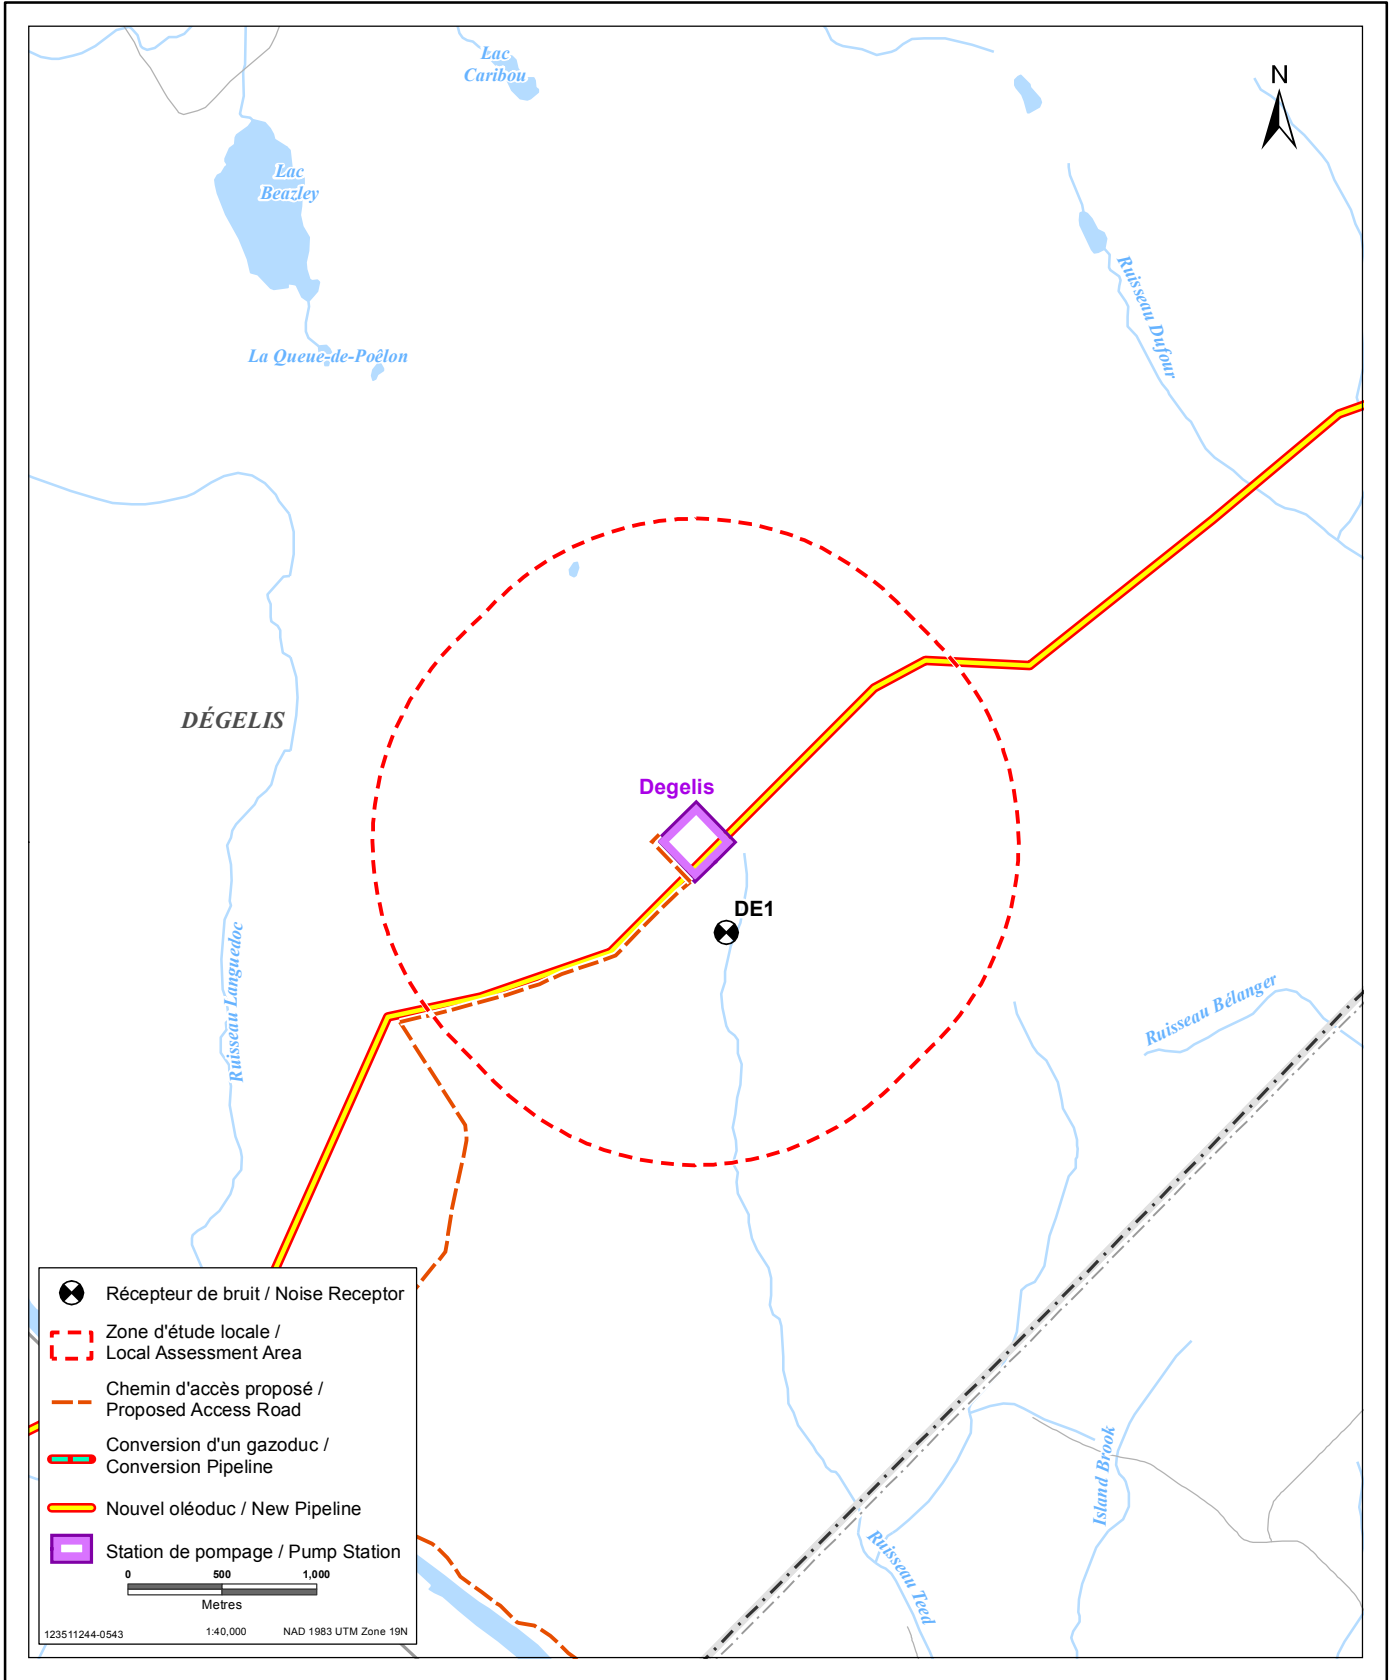 Lac
Caribou
N
Lac
Beazley
Ruisseau Dufour
La Queue-de-Poêlon
DÉGELIS
Degelis
DE1
Ruisseau Languedoc
Ruisseau Bélanger
Récepteur de bruit / Noise Receptor
Zone d'étude locale /
Local Assessment Area
Chemin d'accès proposé /
Proposed Access Road
Conversion d'un gazoduc /
Conversion Pipeline
Nouvel oléoduc / New Pipeline
Station de pompage / Pump Station
0 500 1,000
Metres
123511244-0543 1:40,000 NAD 1983 UTM Zone 19N
Island Brook
Ruisseau Teed